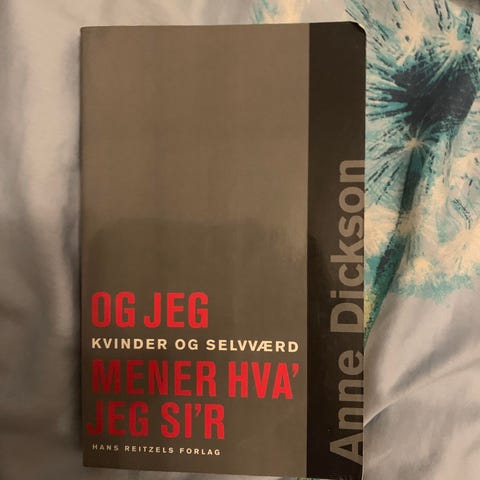 OG JEG
KVINDER OG SELVVÆRD
MENER HVA'
JEG SI'R
HANS REITZELS FORLAG
Anne Dickson